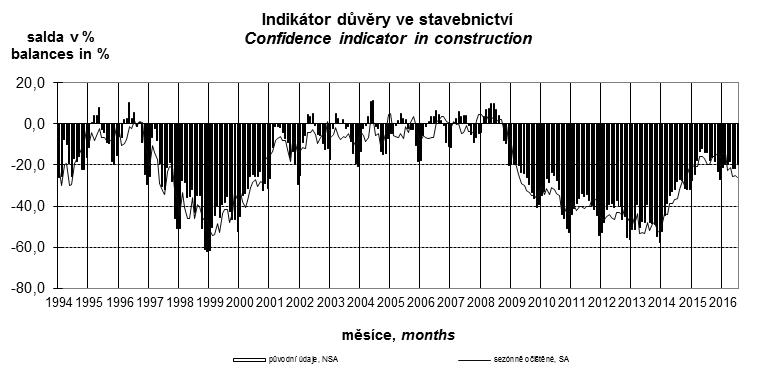 Indikátor důvěry ve stavebnictví
Confidence indicator in construction
salda v %
balances in %
20,0
0,0
-20,0
-40,0
-60,0
-80,0
1994 1995 1996 1997 1998 1999 2000 2001 2002 2003 2004 2005 2006 2007 2008 2009 2010 2011 2012 2013 2014 2015 2016
měsíce, months
původní údaje, NSA
sezónně očištěné, SA